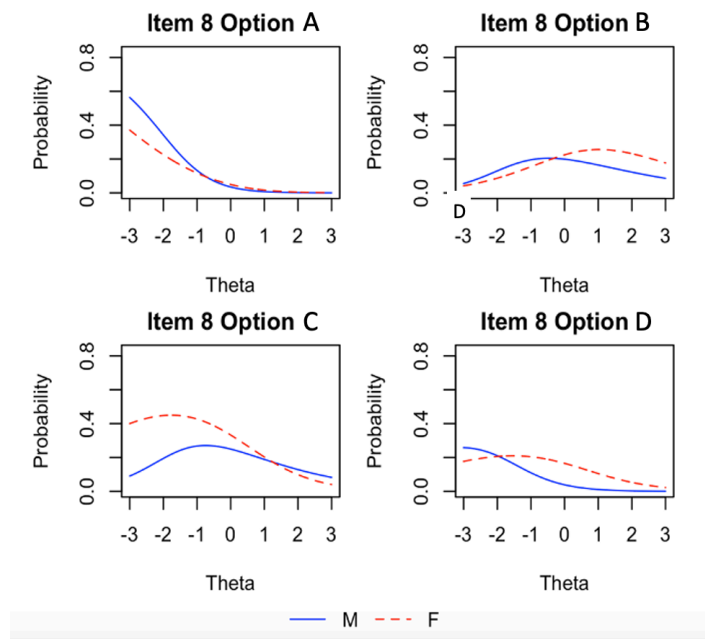 Item 8 Option A
Probability
0.0 0.4 0.8
-3 -2 -1 0 1 2 3
Theta
Item 8 Option B
Probability
0.0 0.4 0.8
D
-3 -2 -1 0 1 2 3
Theta
Item 8 Option C
Probability
0.0 0.4 0.8
-3 -2 -1 0 1 2 3
Theta
Item 8 Option D
Probability
0.0 0.4 0.8
-3 -2 -1 0 1 2 3
Theta
M F